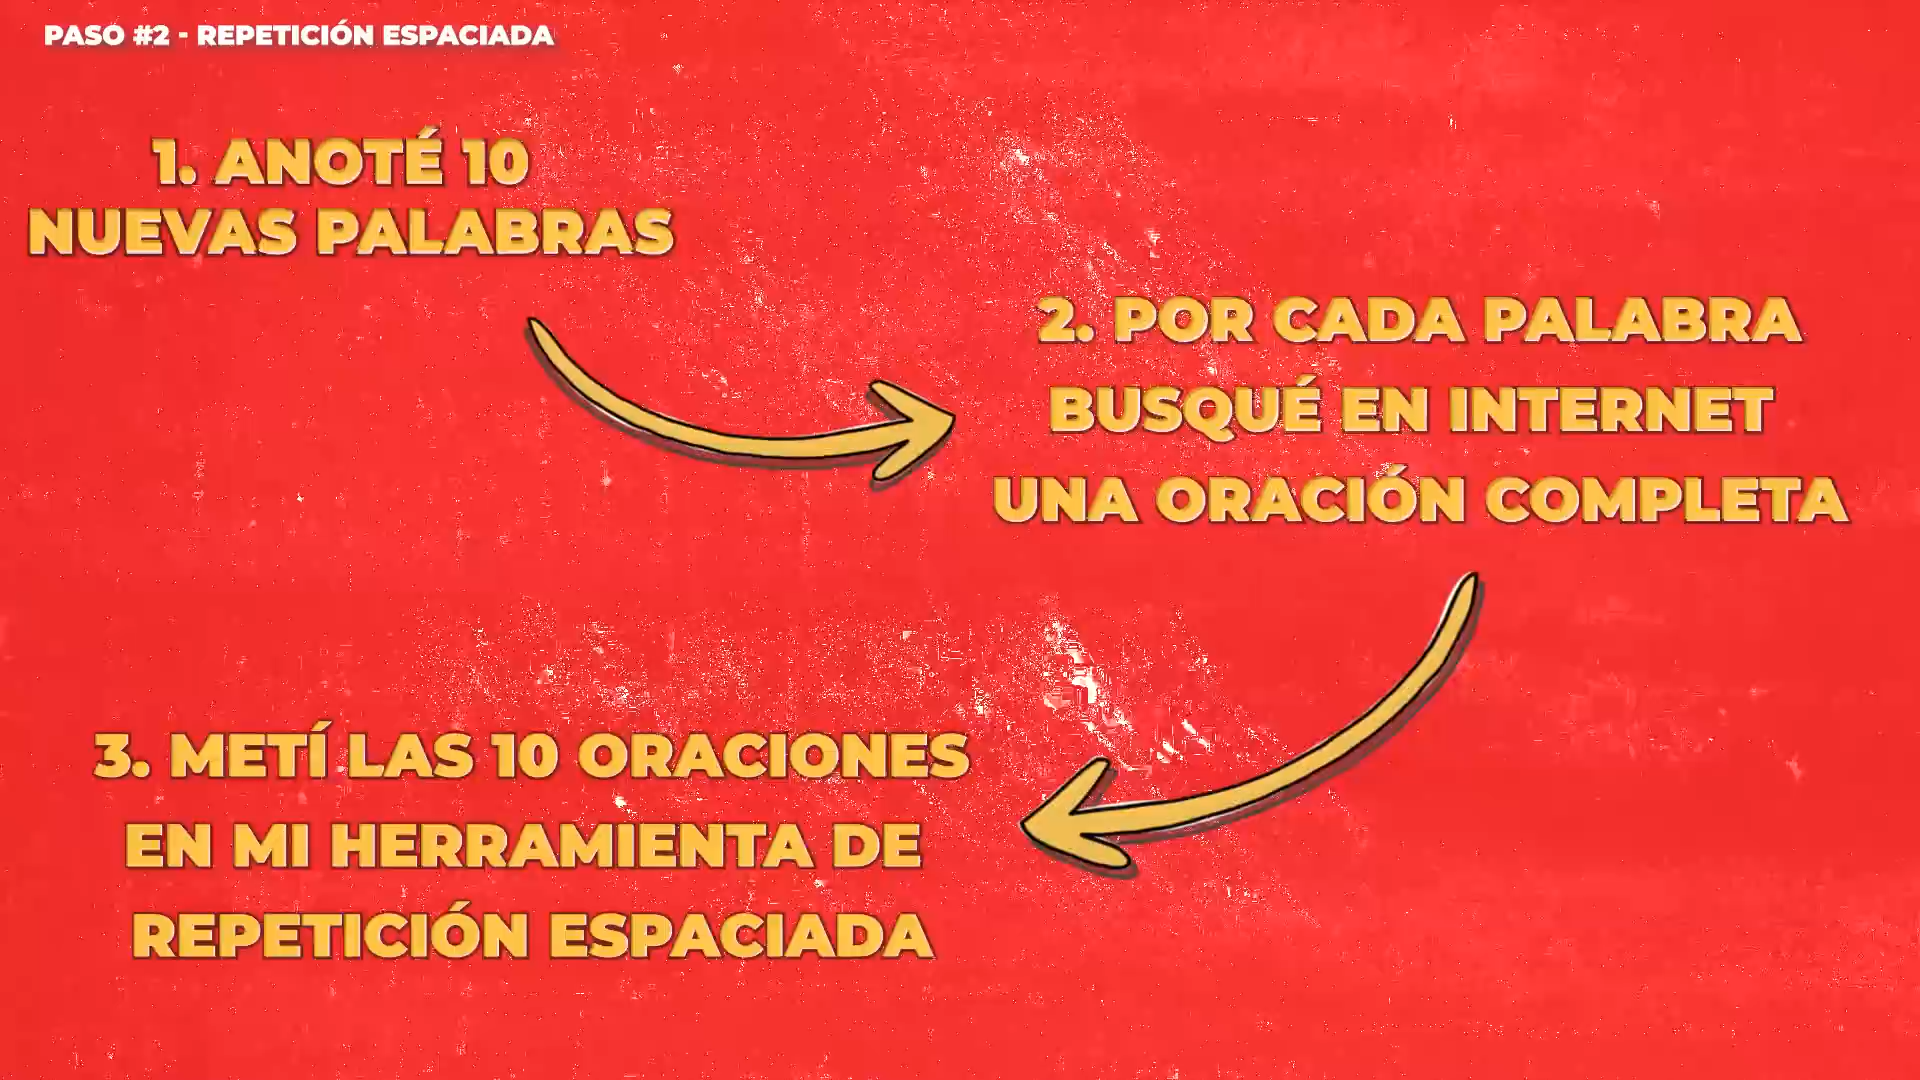 PASO #2 - REPETICIÓN ESPACIADA
1. ANOTÉ 10
NUEVAS PALABRAS
2. POR CADA PALABRA
BUSQUÉ EN INTERNET
UNA ORACIÓN COMPLETA
3. METÍ LAS 10 ORACIONES
EN MI HERRAMIENTA DE
REPETICIÓN ESPACIADA